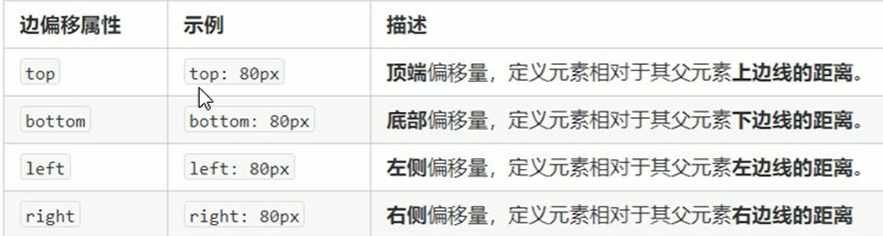 边偏移属性 示例 描述
top top: 80px 顶端偏移量，定义元素相对于其父元素上边线的距离。
bottom bottom: 80px 底部偏移量，定义元素相对于其父元素下边线的距离。
left left: 80px 左侧偏移量，定义元素相对于其父元素左边线的距离。
right right: 80px 右侧偏移量，定义元素相对于其父元素右边线的距离